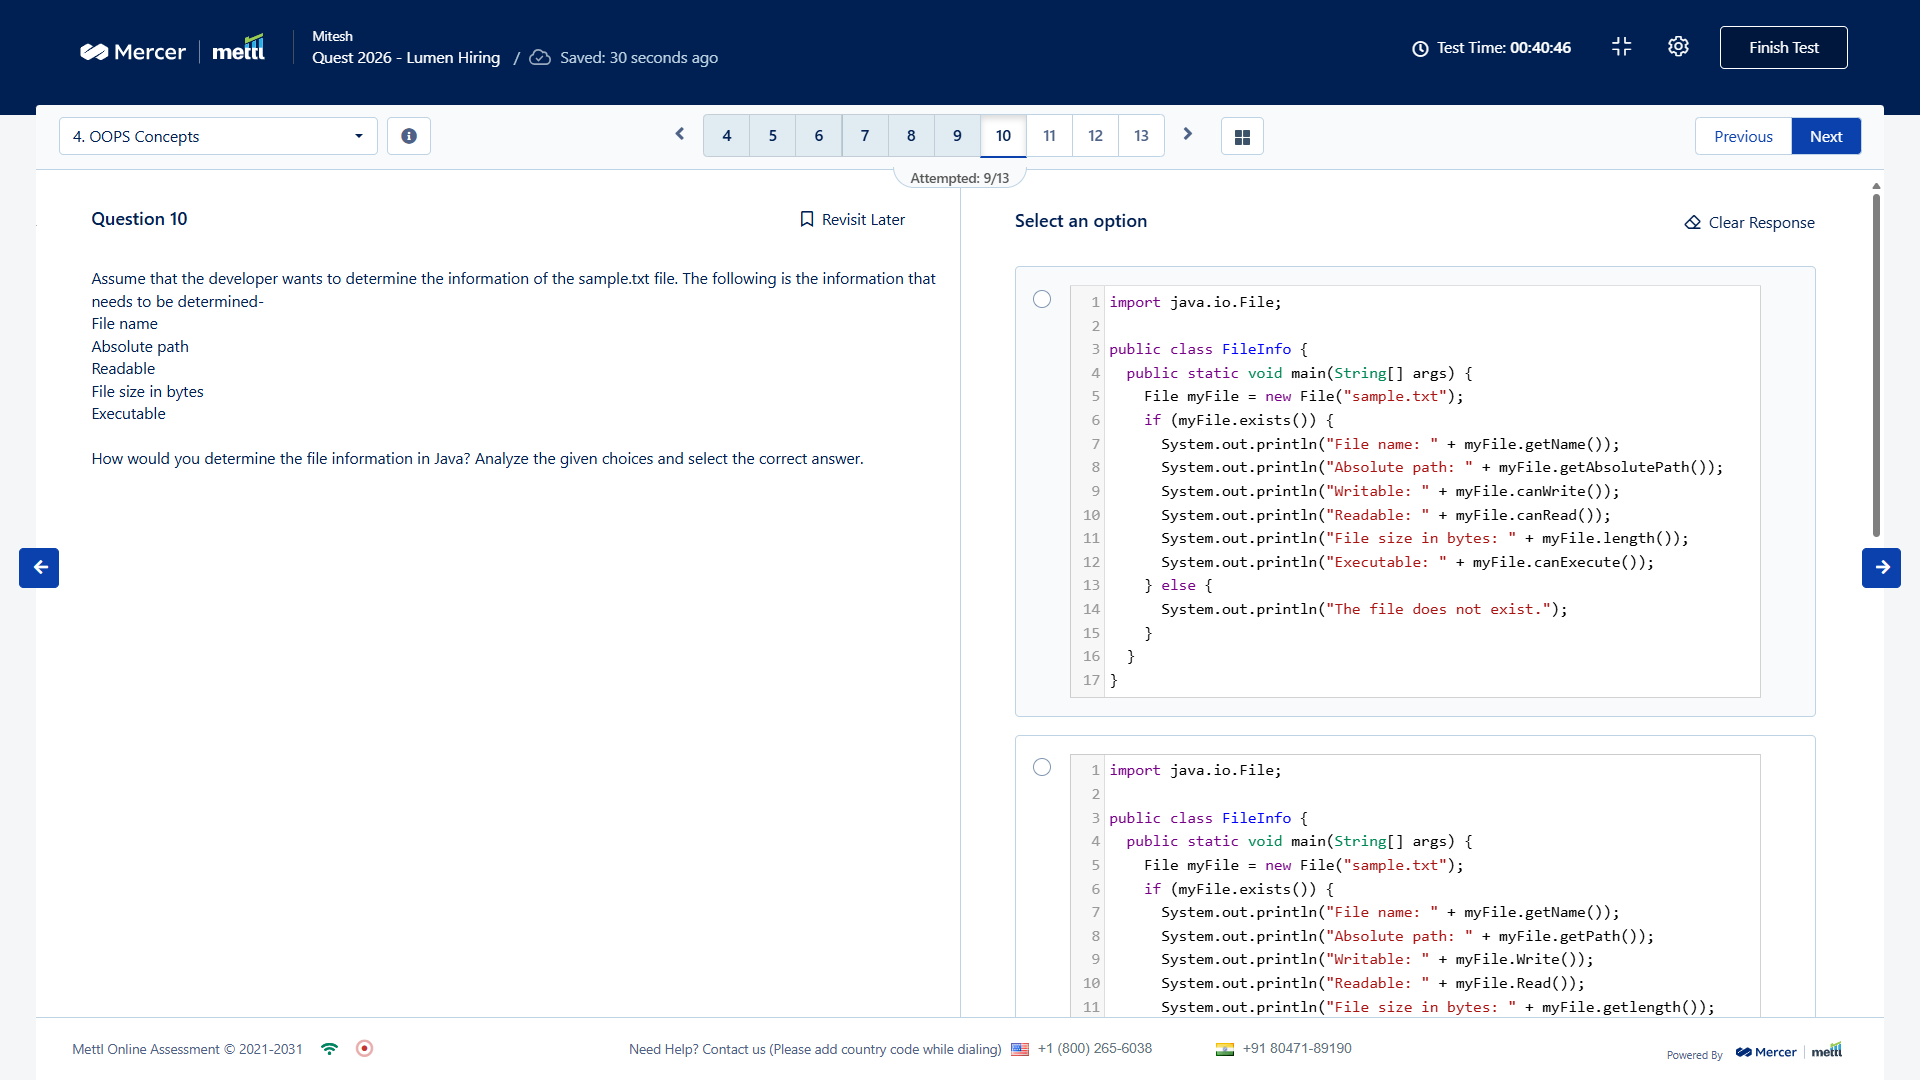 Mercer | mettl
Mitesh
Quest 2026 - Lumen Hiring / Saved: 30 seconds ago
Test Time: 00:40:46
Finish Test
4. OOPS Concepts
4 5 6 7 8 9 10 11 12 13
Previous Next
Attempted: 9/13
Question 10
Revisit Later
Assume that the developer wants to determine the information of the sample.txt file. The following is the information that
needs to be determined-
File name
Absolute path
Readable
File size in bytes
Executable
How would you determine the file information in Java? Analyze the given choices and select the correct answer.
Select an option
Clear Response
1 import java.io.File;
2
3 public class FileInfo {
4   public static void main(String[] args) {
5     File myFile = new File("sample.txt");
6     if (myFile.exists()) {
7       System.out.println("File name: " + myFile.getName());
8       System.out.println("Absolute path: " + myFile.getAbsolutePath());
9       System.out.println("Writable: " + myFile.canWrite());
10       System.out.println("Readable: " + myFile.canRead());
11       System.out.println("File size in bytes: " + myFile.length());
12       System.out.println("Executable: " + myFile.canExecute());
13     } else {
14       System.out.println("The file does not exist.");
15     }
16   }
17 }
1 import java.io.File;
2
3 public class FileInfo {
4   public static void main(String[] args) {
5     File myFile = new File("sample.txt");
6     if (myFile.exists()) {
7       System.out.println("File name: " + myFile.getName());
8       System.out.println("Absolute path: " + myFile.getPath());
9       System.out.println("Writable: " + myFile.Write());
10       System.out.println("Readable: " + myFile.Read());
11       System.out.println("File size in bytes: " + myFile.getlength());
Mettl Online Assessment © 2021-2031
Need Help? Contact us (Please add country code while dialing) +1 (800) 265-6038 +91 80471-89190
Powered By Mercer | mettl